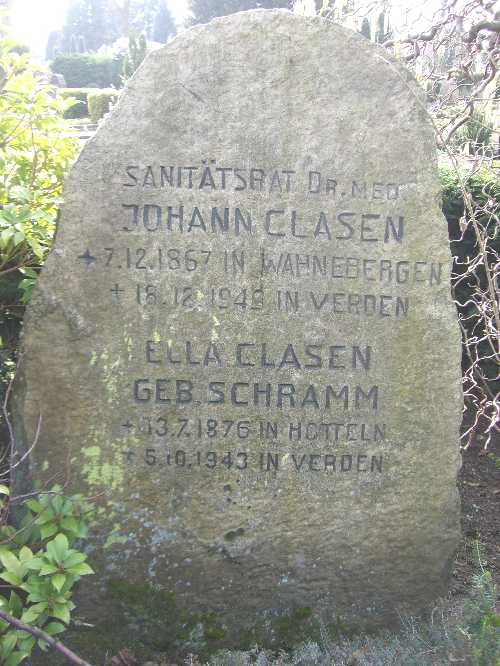 SANITÄTSRAT DR. MED
JOHANN CLASEN
* 7.12.1867 IN WAHNEBERGEN
+ 18.12.1949 IN VERDEN
ELLA CLASEN
GEB. SCHRAMM
* 13.7.1876 IN HOTTELN
+ 5.10.1943 IN VERDEN